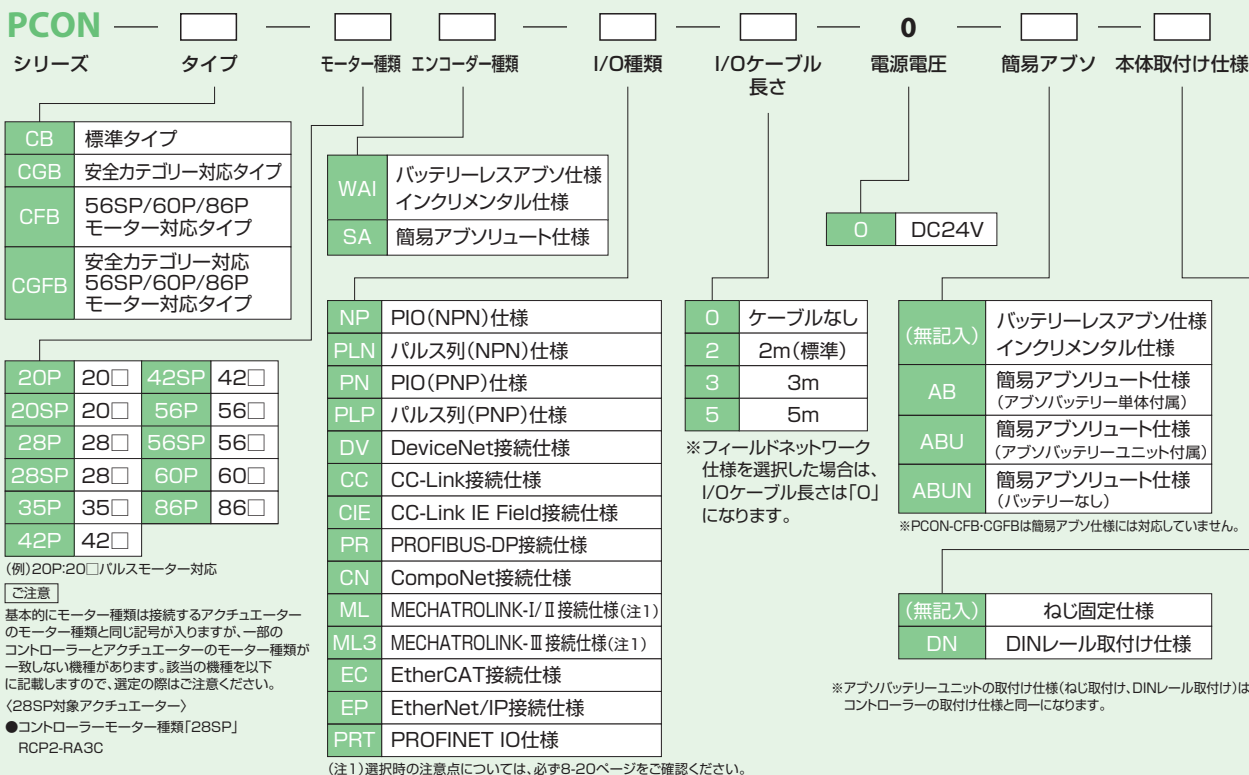 PCON — □ — □ □ — □ — □ — 0 — □ — □
シリーズ タイプ モーター種類 エンコーダー種類 I/O種類 I/Oケーブル長さ 電源電圧 簡易アブソ 本体取付け仕様
CB 標準タイプ
CGB 安全カテゴリー対応タイプ
CFB 56SP/60P/86P
モーター対応タイプ
CGFB 安全カテゴリー対応
56SP/60P/86P
モーター対応タイプ
20P 20□ 42SP 42□
20SP 20□ 56P 56□
28P 28□ 56SP 56□
28SP 28□ 60P 60□
35P 35□ 86P 86□
42P 42□
(例)20P:20□パルスモーター対応
ご注意
基本的にモーター種類は接続するアクチュエーター
のモーター種類と同じ記号が入りますが、一部の
コントローラーとアクチュエーターのモーター種類が
一致しない機種があります。該当の機種を以下
に記載しますので、選定の際はご注意ください。
〈28SP対象アクチュエーター〉
●コントローラーモーター種類「28SP」
RCP2-RA3C
WAI バッテリーレスアブソ仕様
インクリメンタル仕様
SA 簡易アブソリュート仕様
NP PIO(NPN)仕様
PLN パルス列(NPN)仕様
PN PIO(PNP)仕様
PLP パルス列(PNP)仕様
DV DeviceNet接続仕様
CC CC-Link接続仕様
CIE CC-Link IE Field接続仕様
PR PROFIBUS-DP接続仕様
CN CompoNet接続仕様
ML MECHATROLINK-Ⅰ/Ⅱ接続仕様(注1)
ML3 MECHATROLINK-Ⅲ接続仕様(注1)
EC EtherCAT接続仕様
EP EtherNet/IP接続仕様
PRT PROFINET IO仕様
(注1)選択時の注意点については、必ず8-20ページをご確認ください。
0 ケーブルなし
2 2m(標準)
3 3m
5 5m
※フィールドネットワーク
仕様を選択した場合は、
I/Oケーブル長さは「0」
になります。
0 DC24V
(無記入) バッテリーレスアブソ仕様
インクリメンタル仕様
AB 簡易アブソリュート仕様
(アブソバッテリー単体付属)
ABU 簡易アブソリュート仕様
(アブソバッテリーユニット付属)
ABUN 簡易アブソリュート仕様
(バッテリーなし)
※PCON-CFB・CGFBは簡易アブソ仕様には対応していません。
(無記入) ねじ固定仕様
DN DINレール取付け仕様
※アブソバッテリーユニットの取付け仕様(ねじ取付け、DINレール取付け)は
コントローラーの取付け仕様と同一になります。